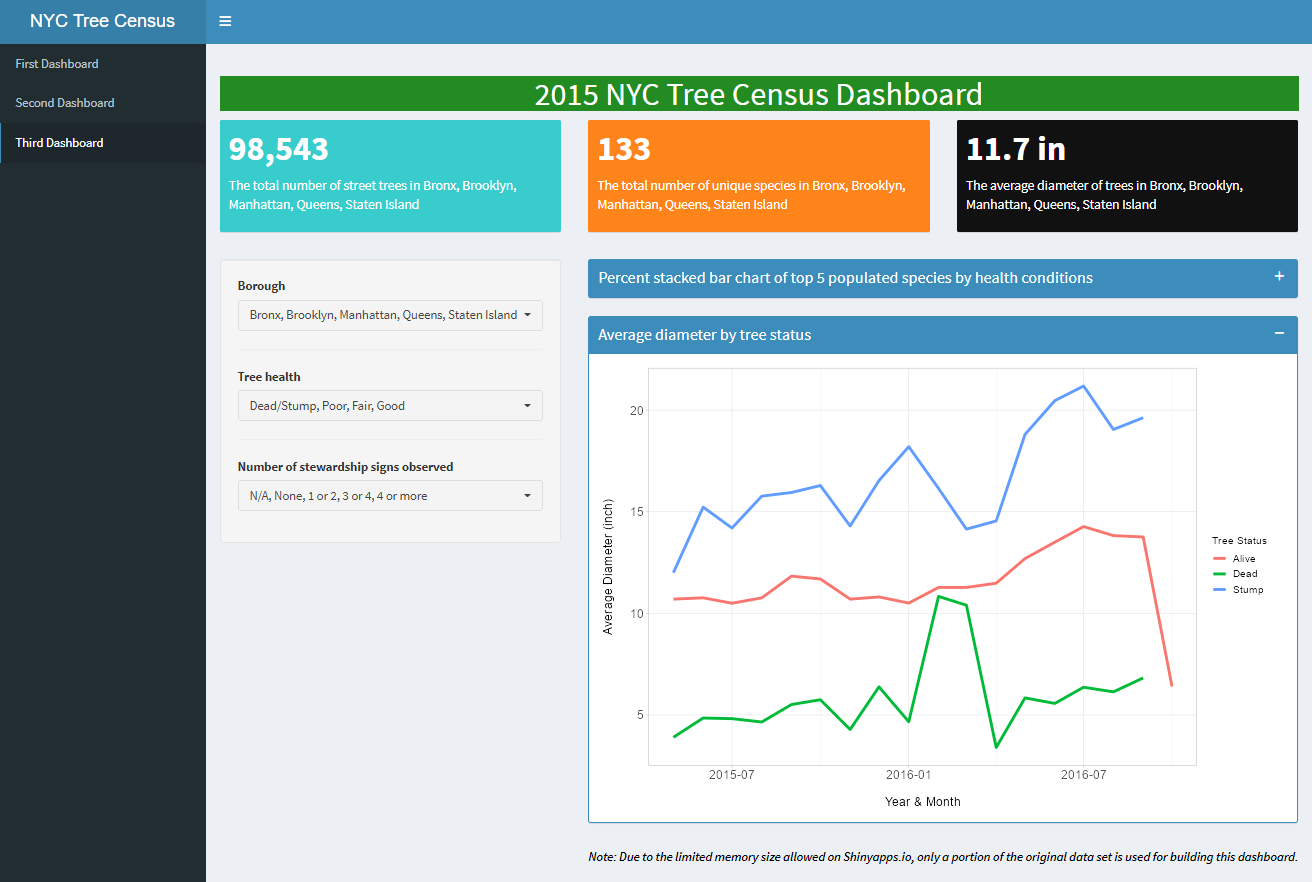 NYC Tree Census
First Dashboard
Second Dashboard
Third Dashboard
2015 NYC Tree Census Dashboard
98,543
The total number of street trees in Bronx, Brooklyn,
Manhattan, Queens, Staten Island
133
The total number of unique species in Bronx, Brooklyn,
Manhattan, Queens, Staten Island
11.7 in
The average diameter of trees in Bronx, Brooklyn,
Manhattan, Queens, Staten Island
Borough
Bronx, Brooklyn, Manhattan, Queens, Staten Island
Tree health
Dead/Stump, Poor, Fair, Good
Number of stewardship signs observed
N/A, None, 1 or 2, 3 or 4, 4 or more
Percent stacked bar chart of top 5 populated species by health conditions
Average diameter by tree status
20
15
10
5
Average Diameter (inch)
2015-07
2016-01
2016-07
Year & Month
Tree Status
Alive
Dead
Stump
Note: Due to the limited memory size allowed on Shinyapps.io, only a portion of the original data set is used for building this dashboard.